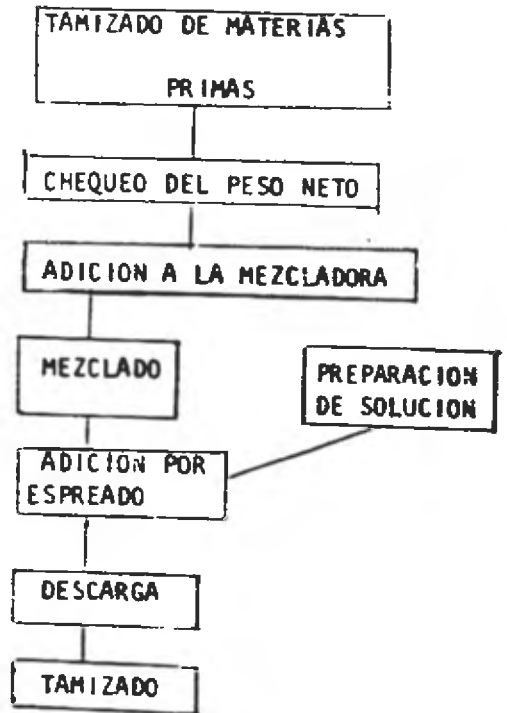 TAMIZADO DE MATERIAS
PRIMAS
CHEQUEO DEL PESO NETO
ADICION A LA MEZCLADORA
MEZCLADO
PREPARACION
DE SOLUCION
ADICION POR
ESPREADO
DESCARGA
TAMIZADO